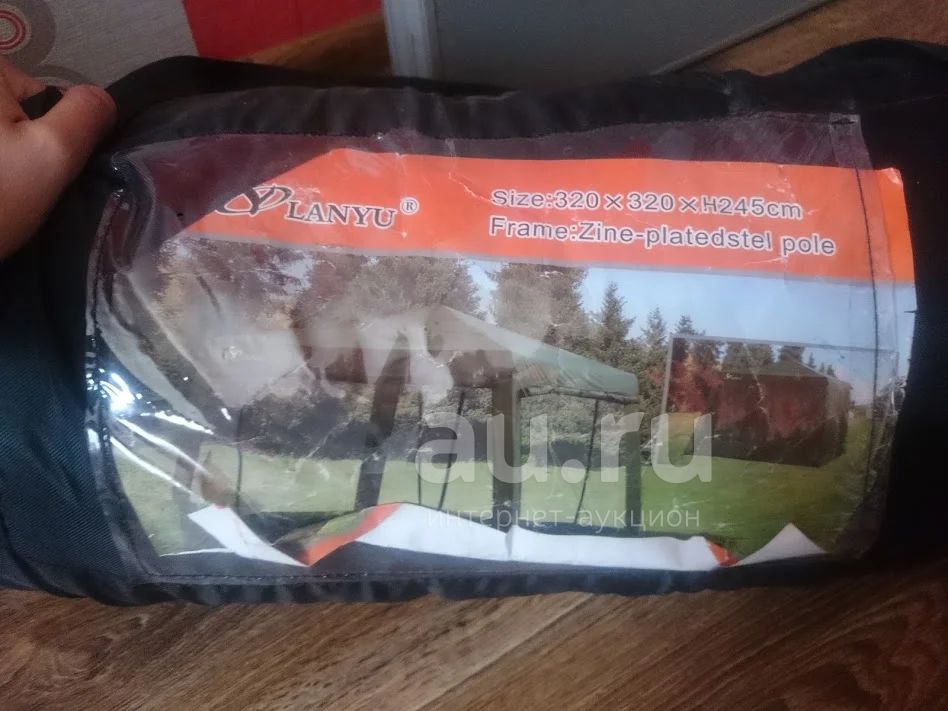 LANYU®
Size:320×320×H245cm
Frame:Zine-platedstel pole
au.ru
интернет-аукцион